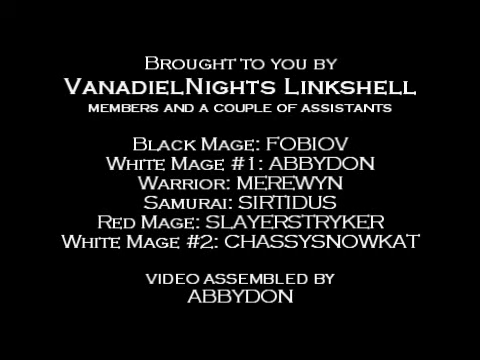 Brought to you by
VanadielNights Linkshell
members and a couple of assistants
Black Mage: FOBIOV
White Mage #1: ABBYDON
Warrior: MEREWYN
Samurai: SIRTIDUS
Red Mage: SLAYERSTRYKER
White Mage #2: CHASSYSNOWKAT
video assembled by
ABBYDON